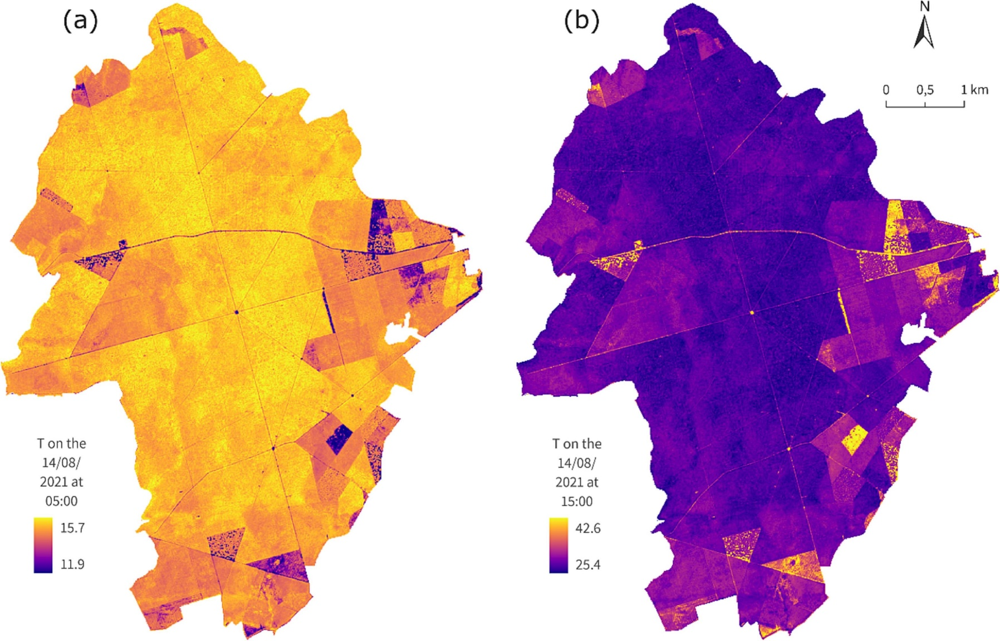 (a)
(b)
N
0 0,5 1 km
T on the
14/08/
2021 at
05:00
15.7
11.9
T on the
14/08/
2021 at
15:00
42.6
25.4